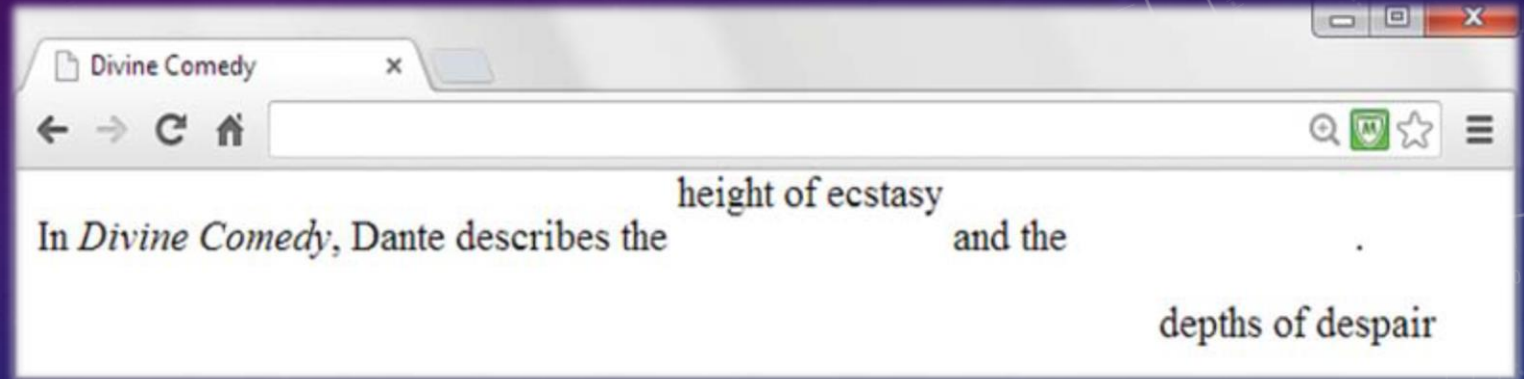 Divine Comedy
height of ecstasy
In Divine Comedy, Dante describes the and the .
depths of despair